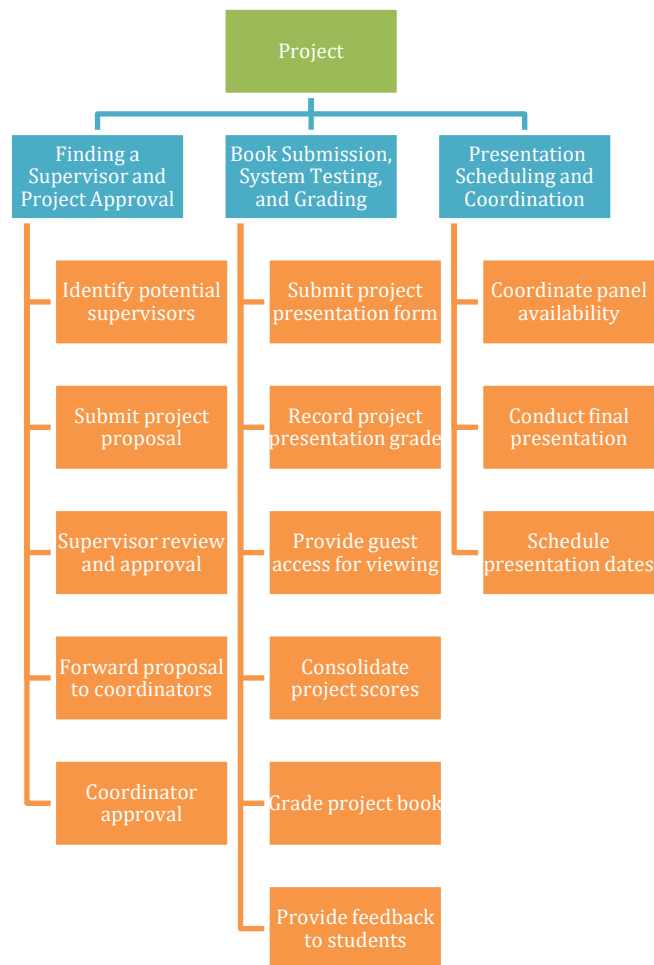 Project
Finding a
Supervisor and
Project Approval
Book Submission,
System Testing,
and Grading
Presentation
Scheduling and
Coordination
Identify potential
supervisors
Submit project
proposal
Supervisor review
and approval
Forward proposal
to coordinators
Coordinator
approval
Submit project
presentation form
Record project
presentation grade
Provide guest
access for viewing
Consolidate
project scores
Grade project book
Provide feedback
to students
Coordinate panel
availability
Conduct final
presentation
Schedule
presentation dates